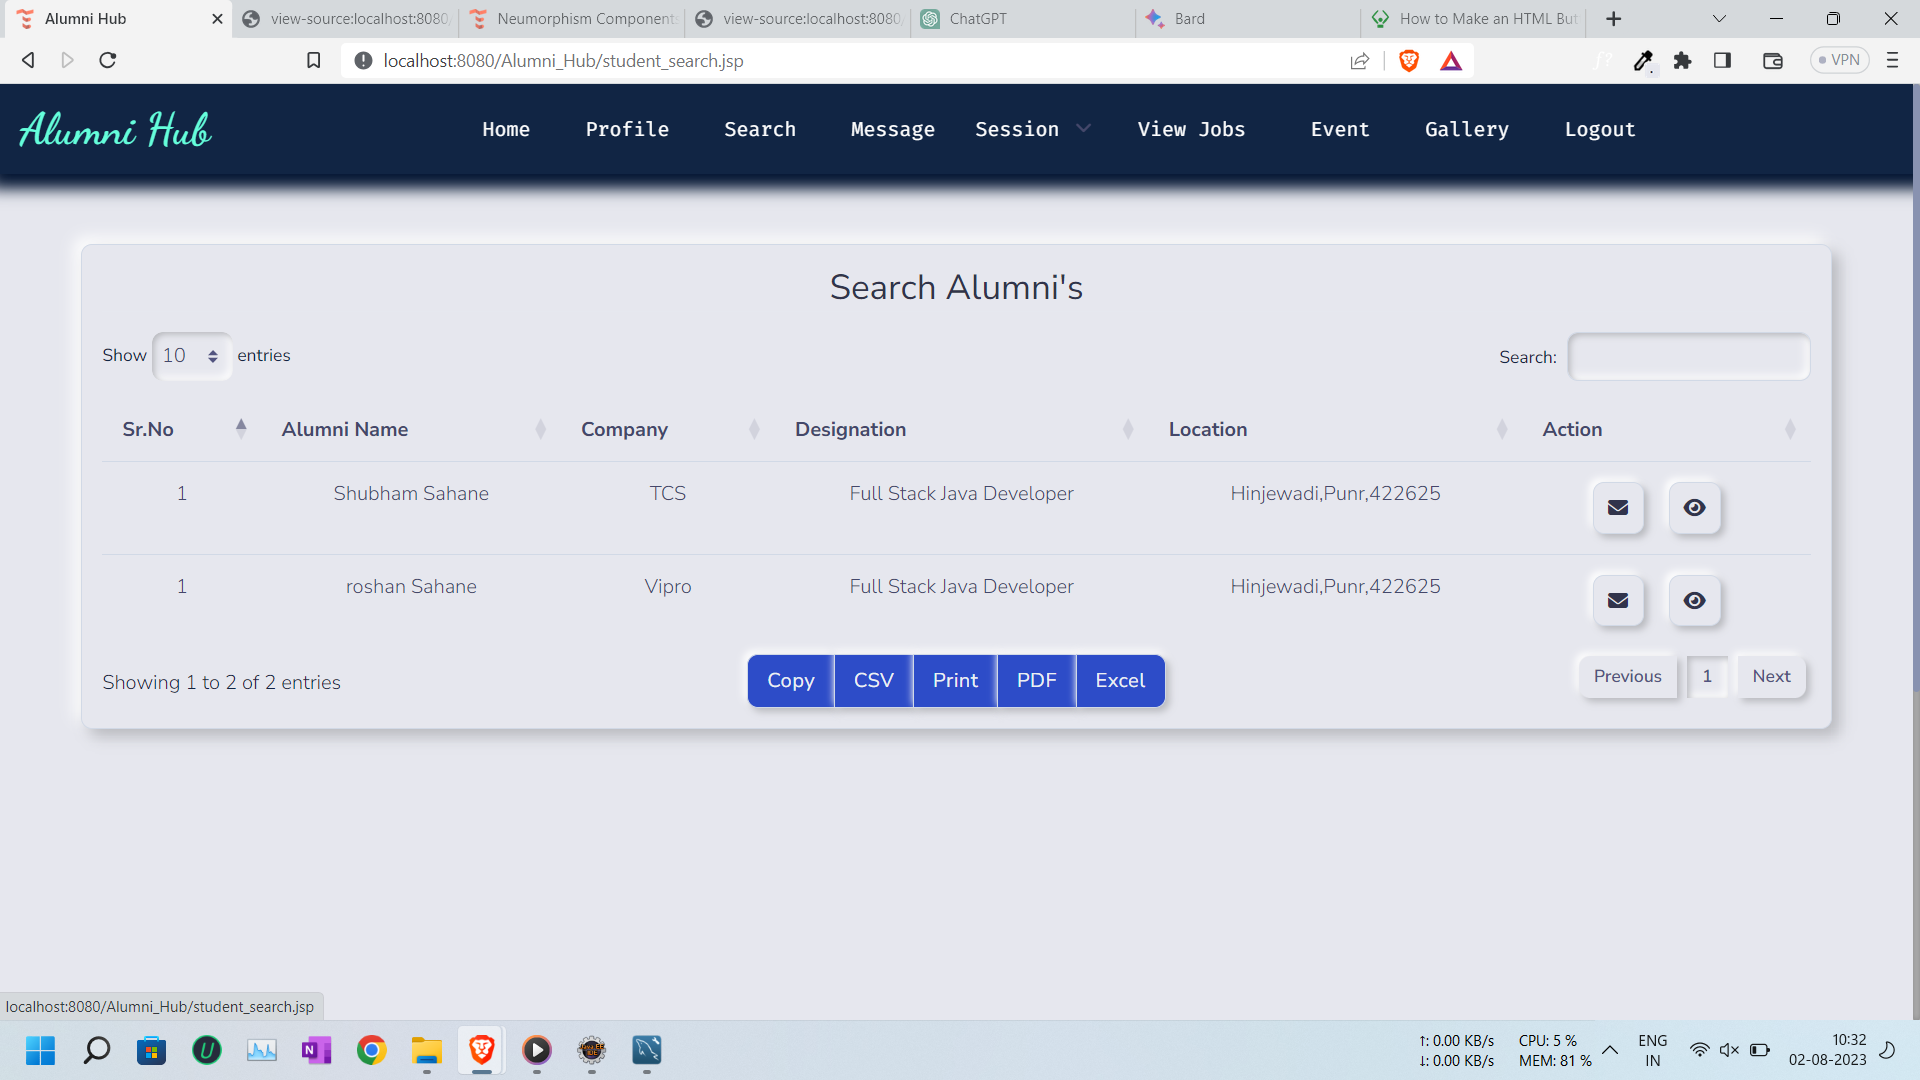 Alumni Hub
view-source:localhost:8080/
Neumorphism Components
view-source:localhost:8080/
ChatGPT
Bard
How to Make an HTML But
localhost:8080/Alumni_Hub/student_search.jsp
VPN
Alumni Hub
Home Profile Search Message Session View Jobs Event Gallery Logout
Search Alumni's
Show 10 entries
Search:
Sr.No Alumni Name Company Designation Location Action
1 Shubham Sahane TCS Full Stack Java Developer Hinjewadi,Punr,422625
1 roshan Sahane Vipro Full Stack Java Developer Hinjewadi,Punr,422625
Showing 1 to 2 of 2 entries
Copy CSV Print PDF Excel
Previous 1 Next
localhost:8080/Alumni_Hub/student_search.jsp
↑: 0.00 KB/s
↓: 0.00 KB/s
CPU: 5 %
MEM: 81 %
ENG
IN
10:32
02-08-2023